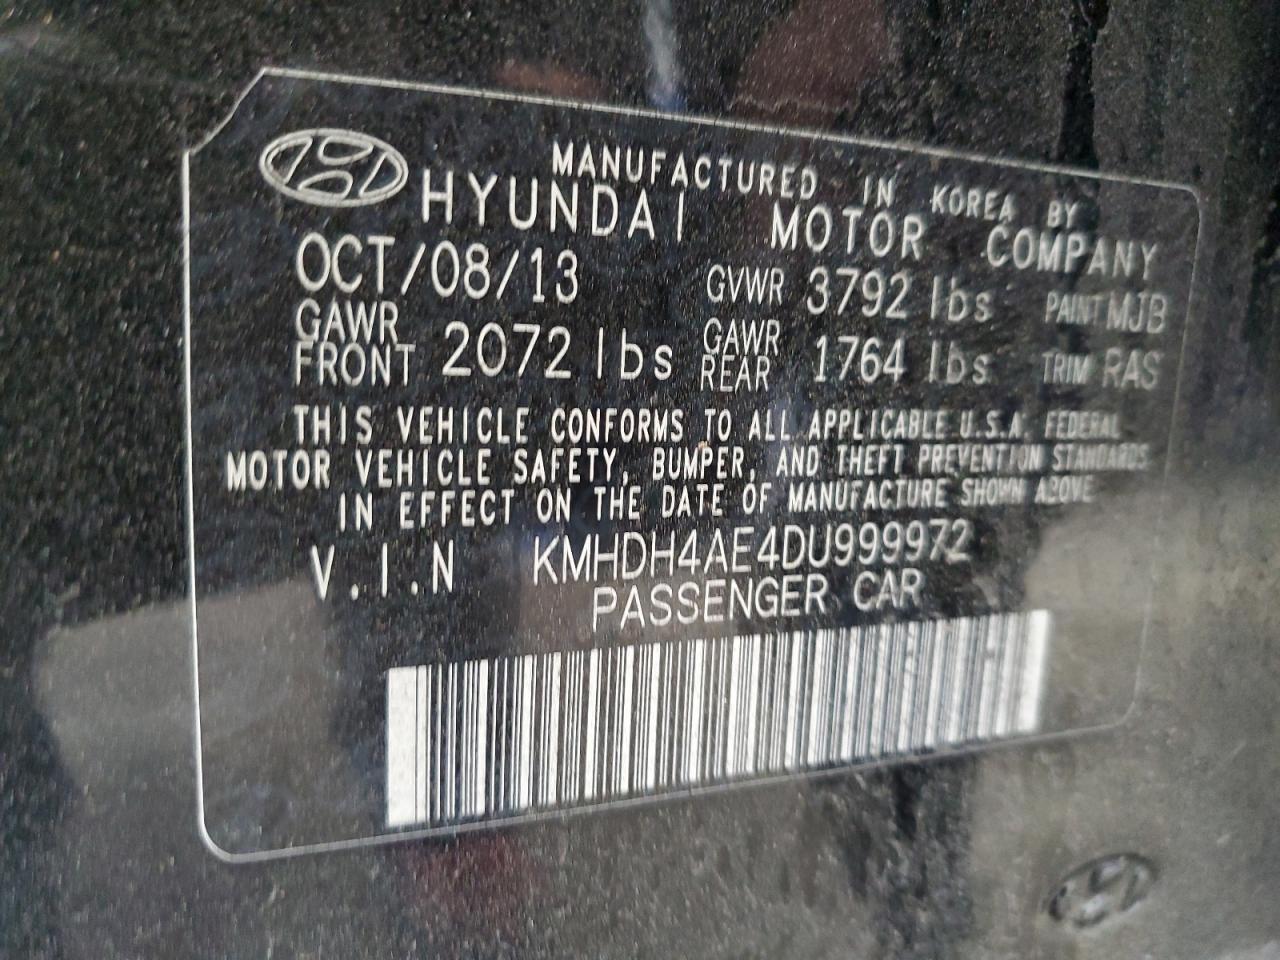 MANUFACTURED IN KOREA BY
HYUNDAI MOTOR COMPANY
OCT/08/13 GVWR 3792 lbs PAINT MJB
GAWR FRONT 2072 lbs GAWR REAR 1764 lbs TRIM RAS
THIS VEHICLE CONFORMS TO ALL APPLICABLE U.S.A. FEDERAL
MOTOR VEHICLE SAFETY, BUMPER, AND THEFT PREVENTION STANDARDS
IN EFFECT ON THE DATE OF MANUFACTURE SHOWN ABOVE
V.I.N KMHDH4AE4DU999972
PASSENGER CAR